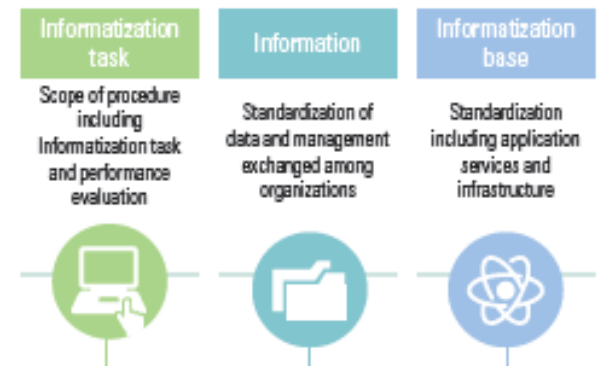 Informatization
task
Scope of procedure
including
Informatization task
and performance
evaluation
Information
Standardization of
data and management
exchanged among
organizations
Informatization
base
Standardization
including application
services and
infrastructure